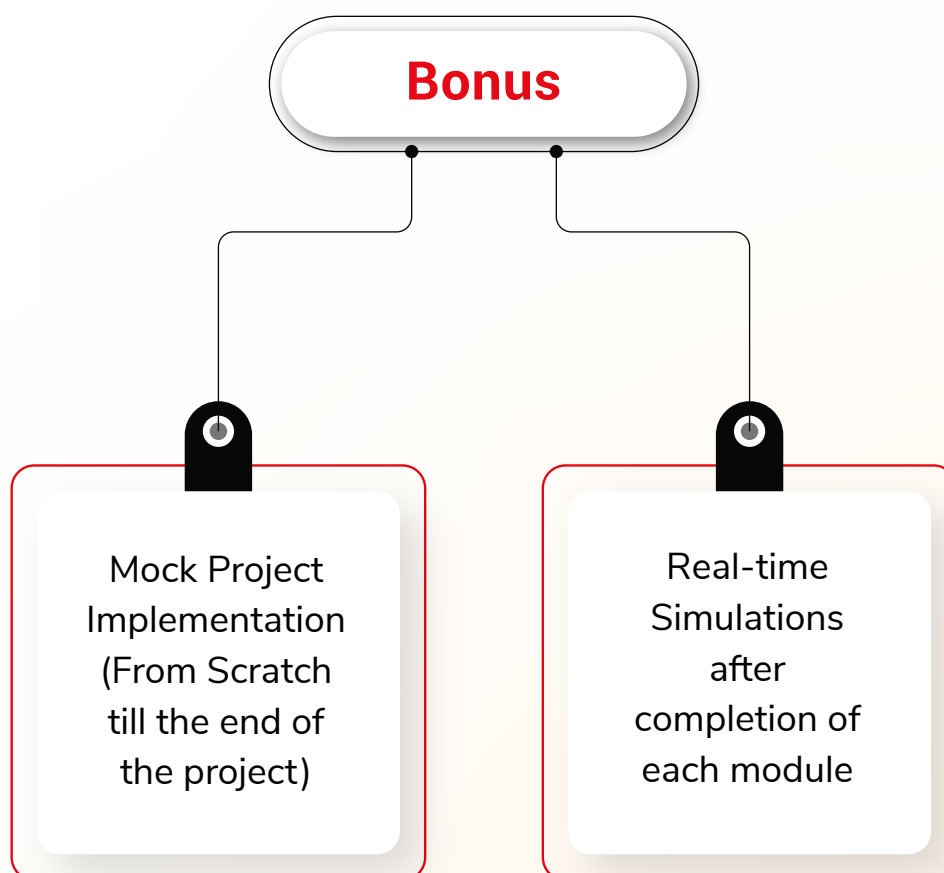 Bonus
Mock Project
Implementation
(From Scratch
till the end of
the project)
Real-time
Simulations
after
completion of
each module